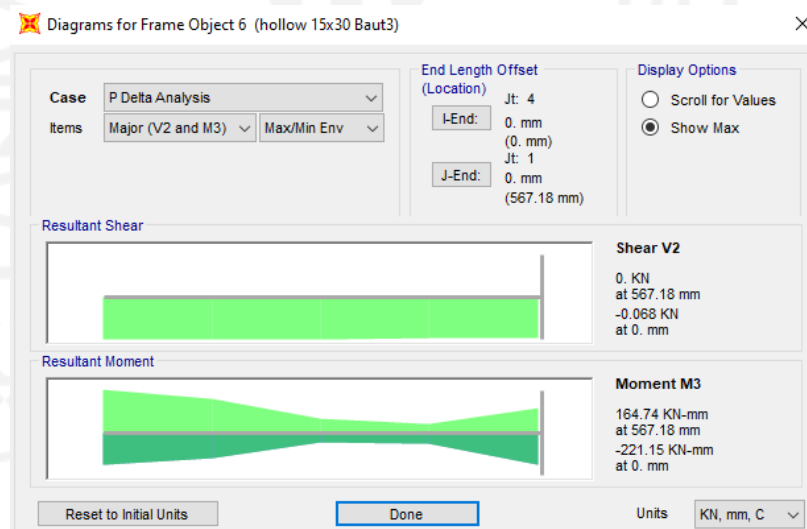 Diagrams for Frame Object 6 (hollow 15x30 Baut3)
Case
P Delta Analysis
Items
Major (V2 and M3)
Max/Min Env
End Length Offset
(Location)
I-End:
Jt: 4
0. mm
(0. mm)
J-End:
Jt: 1
0. mm
(567.18 mm)
Display Options
Scroll for Values
Show Max
Resultant Shear
Shear V2
0. KN
at 567.18 mm
-0.068 KN
at 0. mm
Resultant Moment
Moment M3
164.74 KN-mm
at 567.18 mm
-221.15 KN-mm
at 0. mm
Reset to Initial Units
Done
Units
KN, mm, C